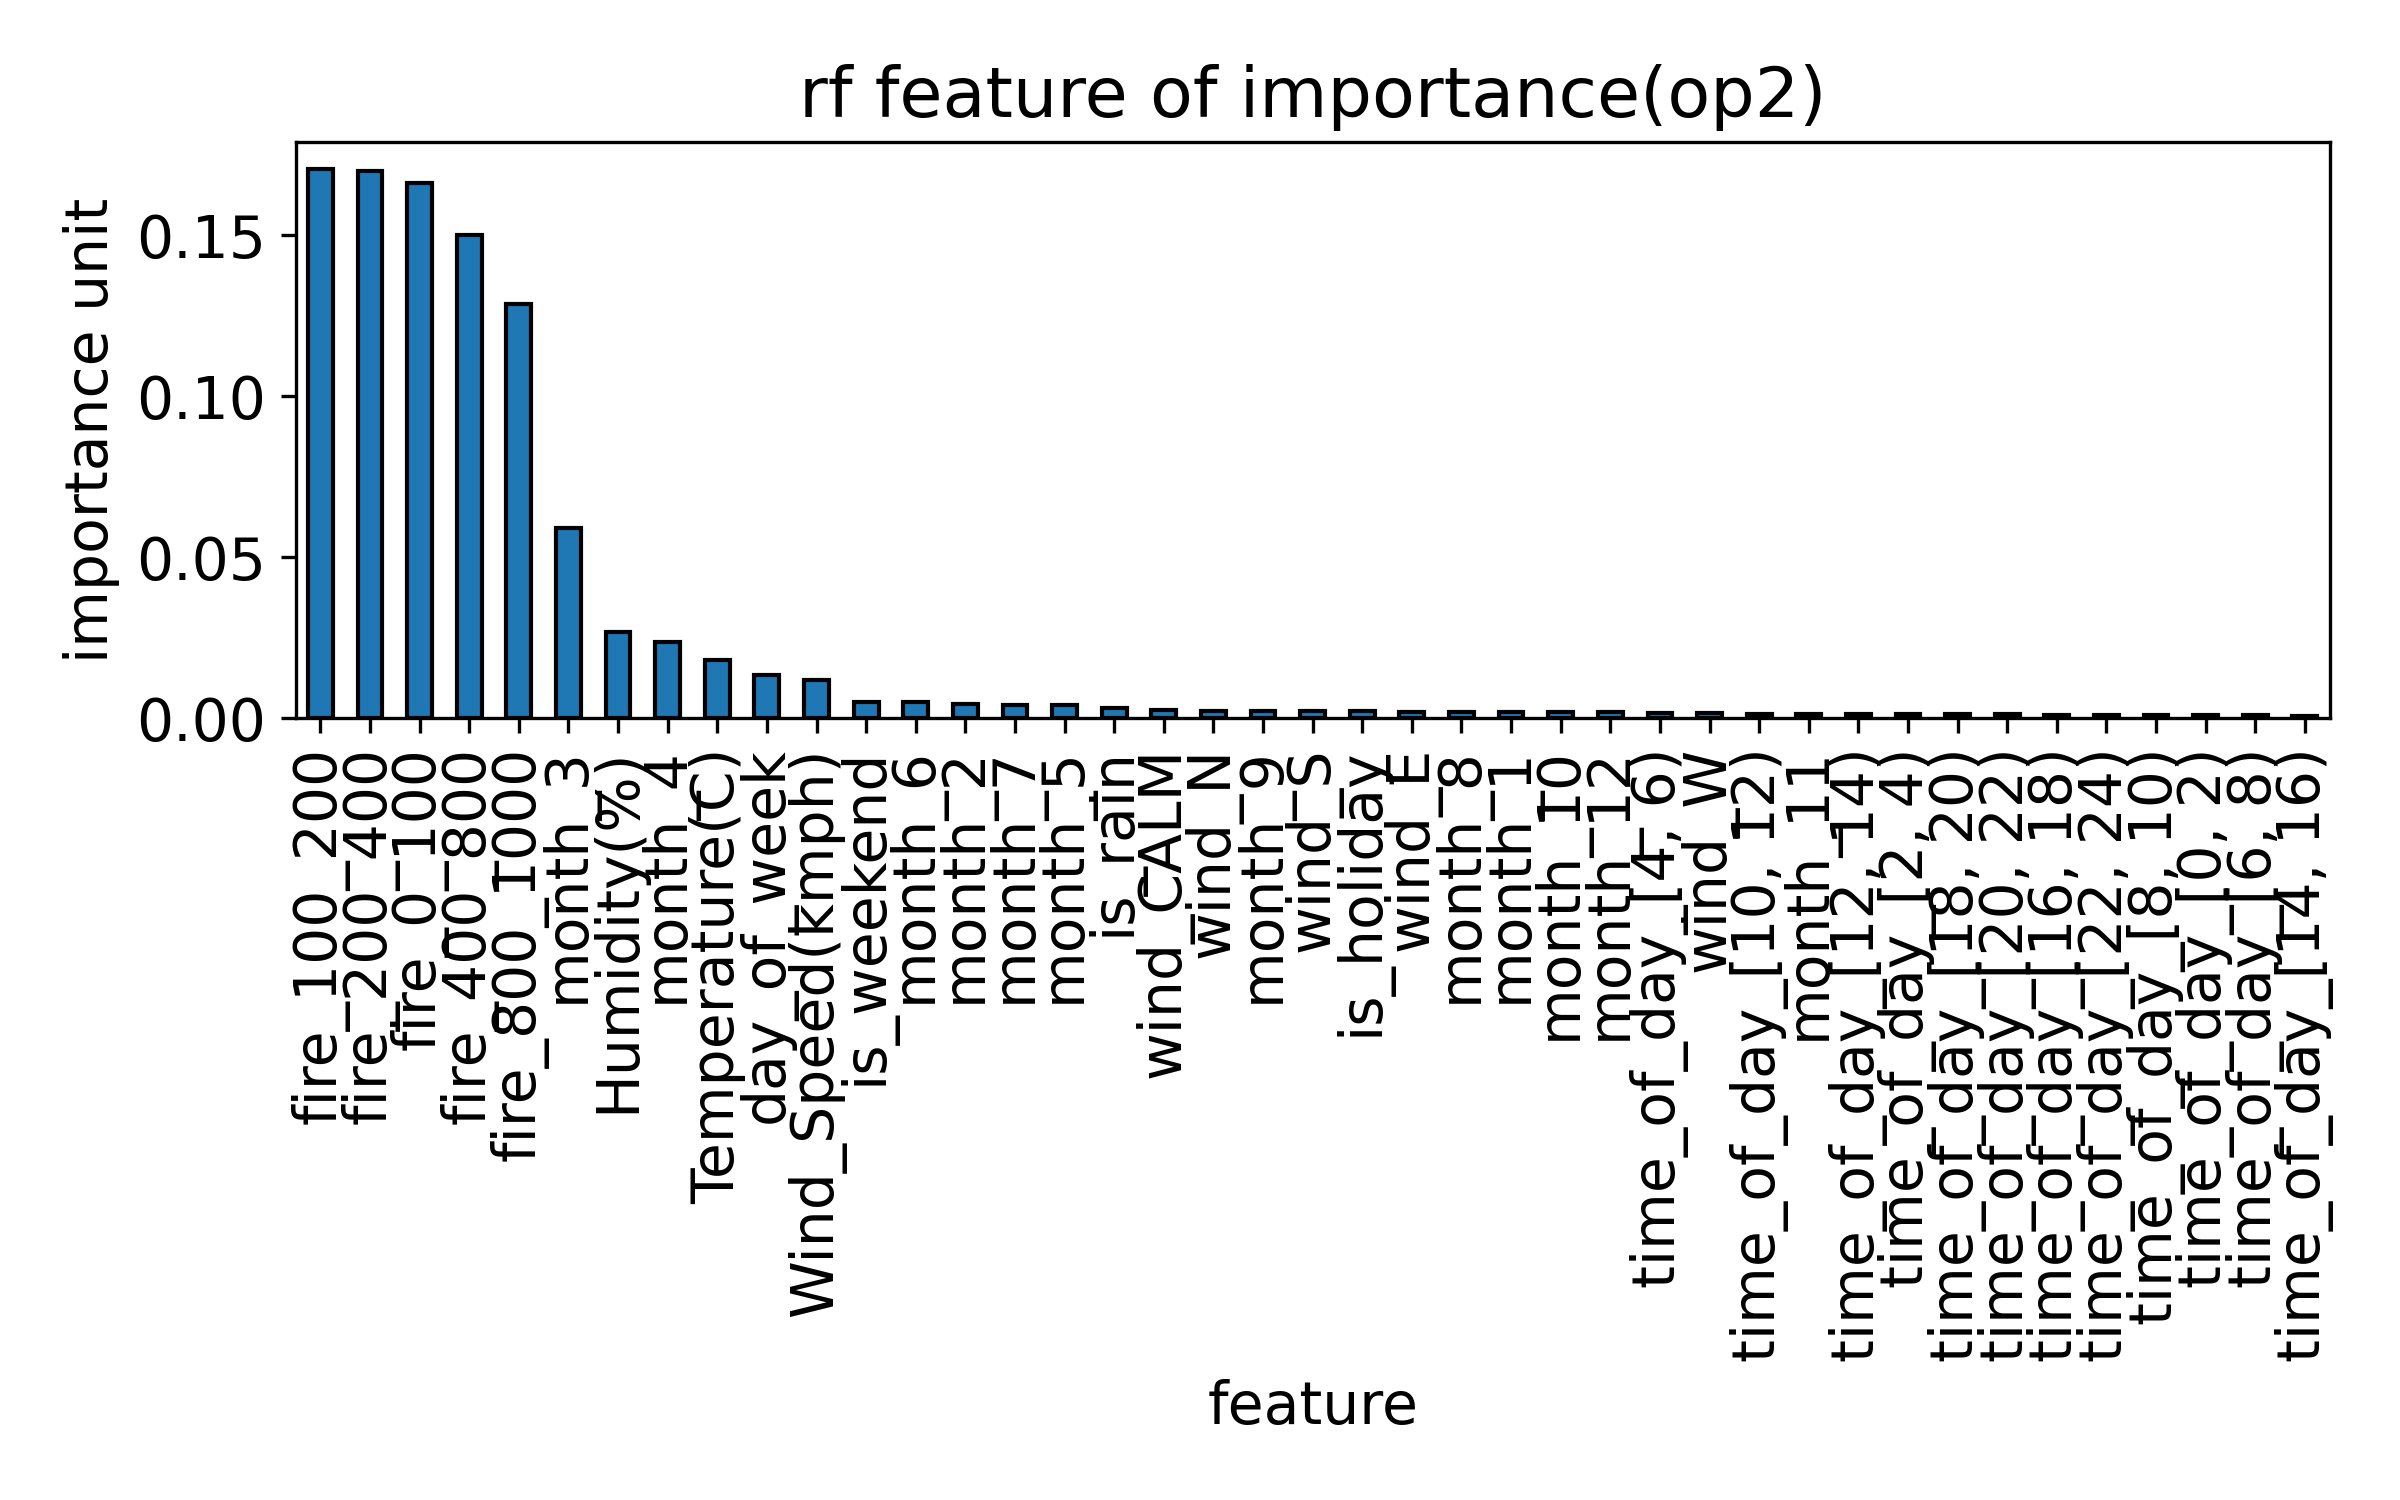 rf feature of importance(op2)
importance unit
0.15
0.10
0.05
0.00
fire_100_200
fire_200_400
fire_0_100
fire_400_800
fire_800_1000
month_3
Humidity(%)
month_4
Temperature(C)
day_of_week
Wind_Speed(kmph)
is_weekend
month_6
month_2
month_7
month_5
is_rain
wind_CALM
wind_N
month_9
wind_S
is_holiday
wind_E
month_8
month_1
month_10
month_12
time_of_day_[4, 6)
wind_W
time_of_day_[10, 12)
month_11
time_of_day_[12, 14)
time_of_day_[2, 4)
time_of_day_[18, 20)
time_of_day_[20, 22)
time_of_day_[16, 18)
time_of_day_[22, 24)
time_of_day_[8, 10)
time_of_day_[0, 2)
time_of_day_[6, 8)
time_of_day_[14, 16)
feature